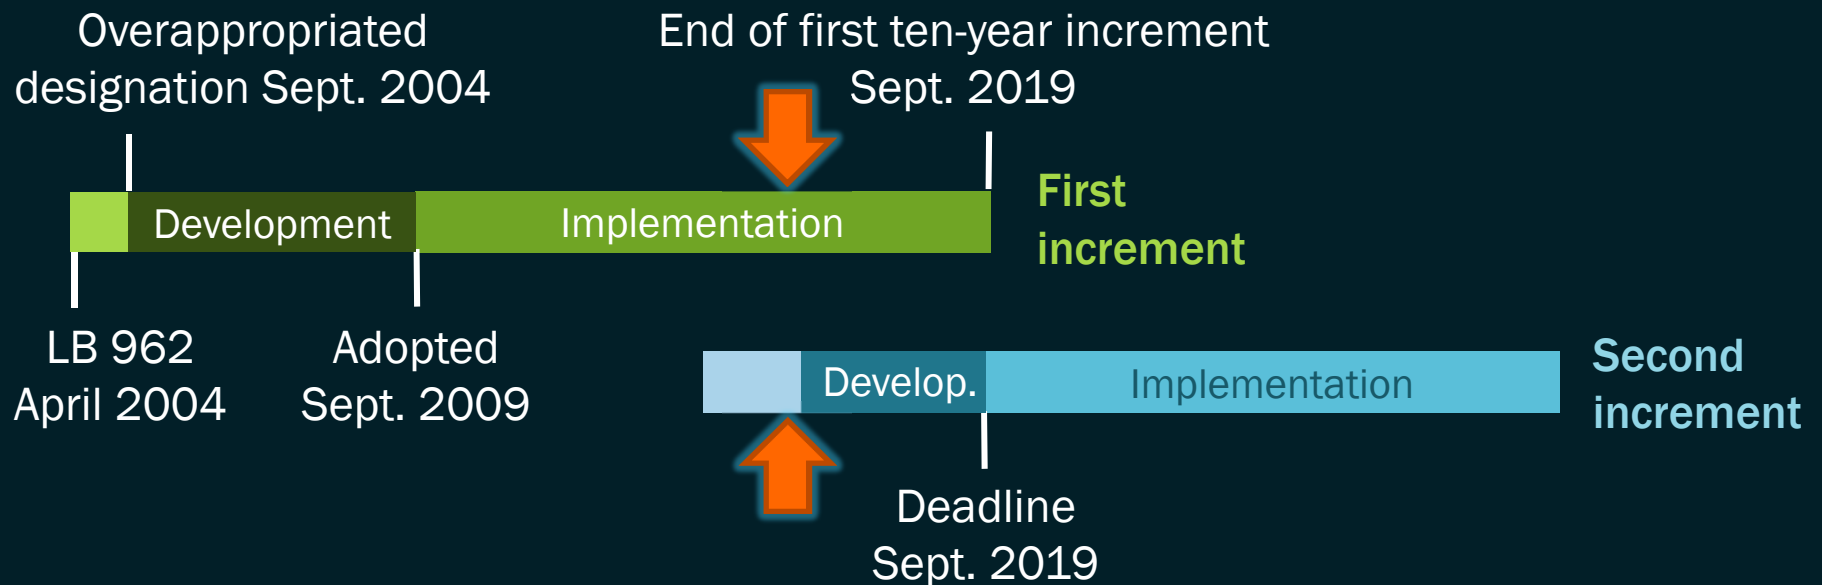 Overappropriated
designation Sept. 2004
End of first ten-year increment
Sept. 2019
Development
Implementation
First
increment
LB 962
April 2004
Adopted
Sept. 2009
Develop.
Implementation
Second
increment
Deadline
Sept. 2019